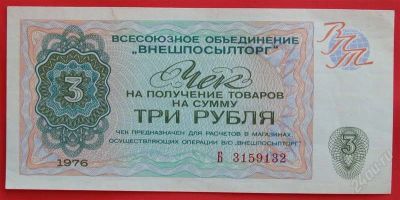 ВСЕСОЮЗНОЕ ОБЪЕДИНЕНИЕ
„ВНЕШПОСЫЛТОРГ"
ВПТ
Чек
НА ПОЛУЧЕНИЕ ТОВАРОВ
НА СУММУ
3
ТРИ РУБЛЯ
ЧЕК ПРЕДНАЗНАЧЕН ДЛЯ РАСЧЕТОВ В МАГАЗИНАХ,
ОСУЩЕСТВЛЯЮЩИХ ОПЕРАЦИИ В/О „ВНЕШПОСЫЛТОРГ"
3
1976
Б 3159132